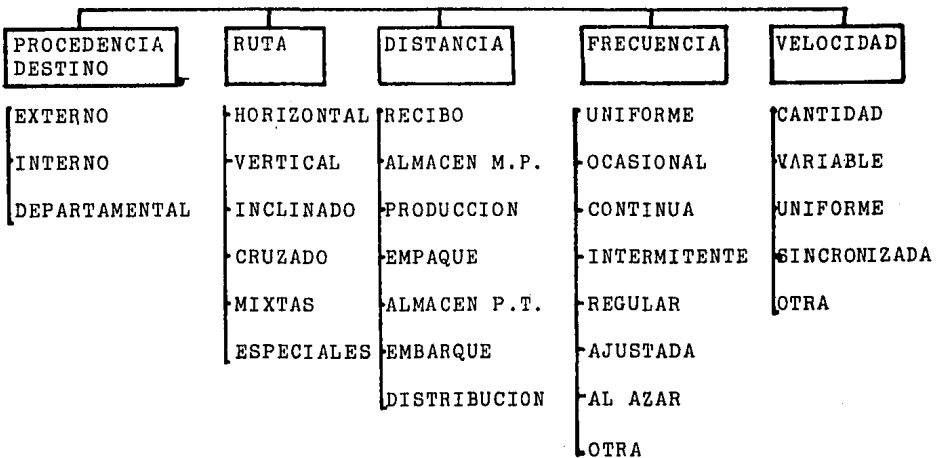 PROCEDENCIA
DESTINO
EXTERNO
INTERNO
DEPARTAMENTAL
RUTA
HORIZONTAL
VERTICAL
INCLINADO
CRUZADO
MIXTAS
ESPECIALES
DISTANCIA
RECIBO
ALMACEN M.P.
PRODUCCION
EMPAQUE
ALMACEN P.T.
EMBARQUE
DISTRIBUCION
FRECUENCIA
UNIFORME
OCASIONAL
CONTINUA
INTERMITENTE
REGULAR
AJUSTADA
AL AZAR
OTRA
VELOCIDAD
CANTIDAD
VARIABLE
UNIFORME
SINCRONIZADA
OTRA